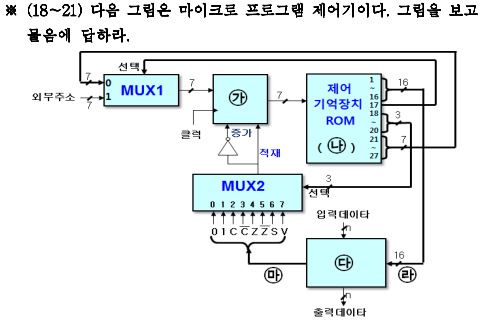 ※ (18~21) 다음 그림은 마이크로 프로그램 제어기이다. 그림을 보고
물음에 답하라.
선택
7
0
1
MUX1
외무주소
7
7
㉮
클럭
증가
적재
7
제어
기억장치
ROM
( ㉯ )
1
~
16
17
18
~
20
21
~
27
16
3
7
MUX2
0 1 2 3 4 5 6 7
0 1 C C̅ Z Z̅ S V
선택
3
입력데이타
n
㉰
16
㉱
㉲
n
출력데이타